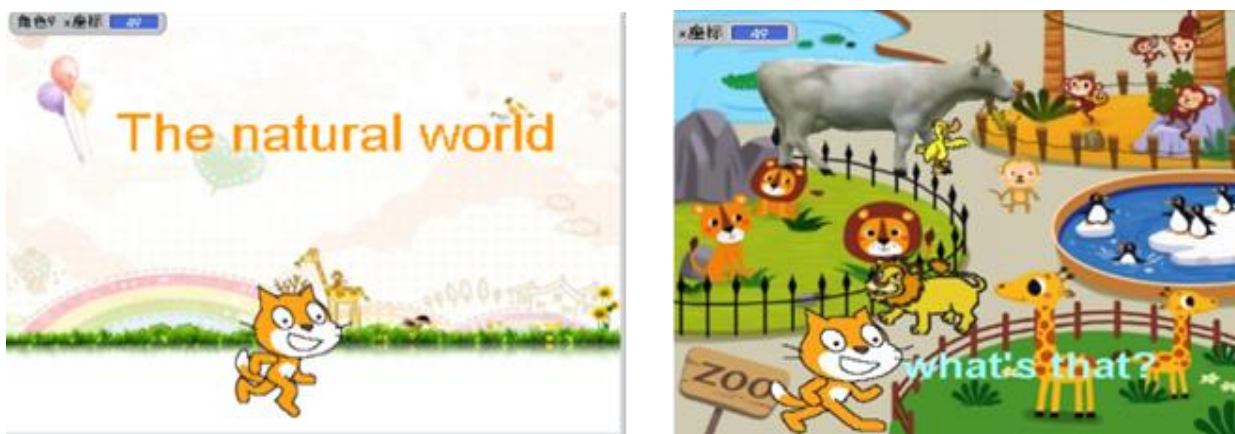 角色9 x座标 49
The natural world
x座标 49
ZOO
what's that?